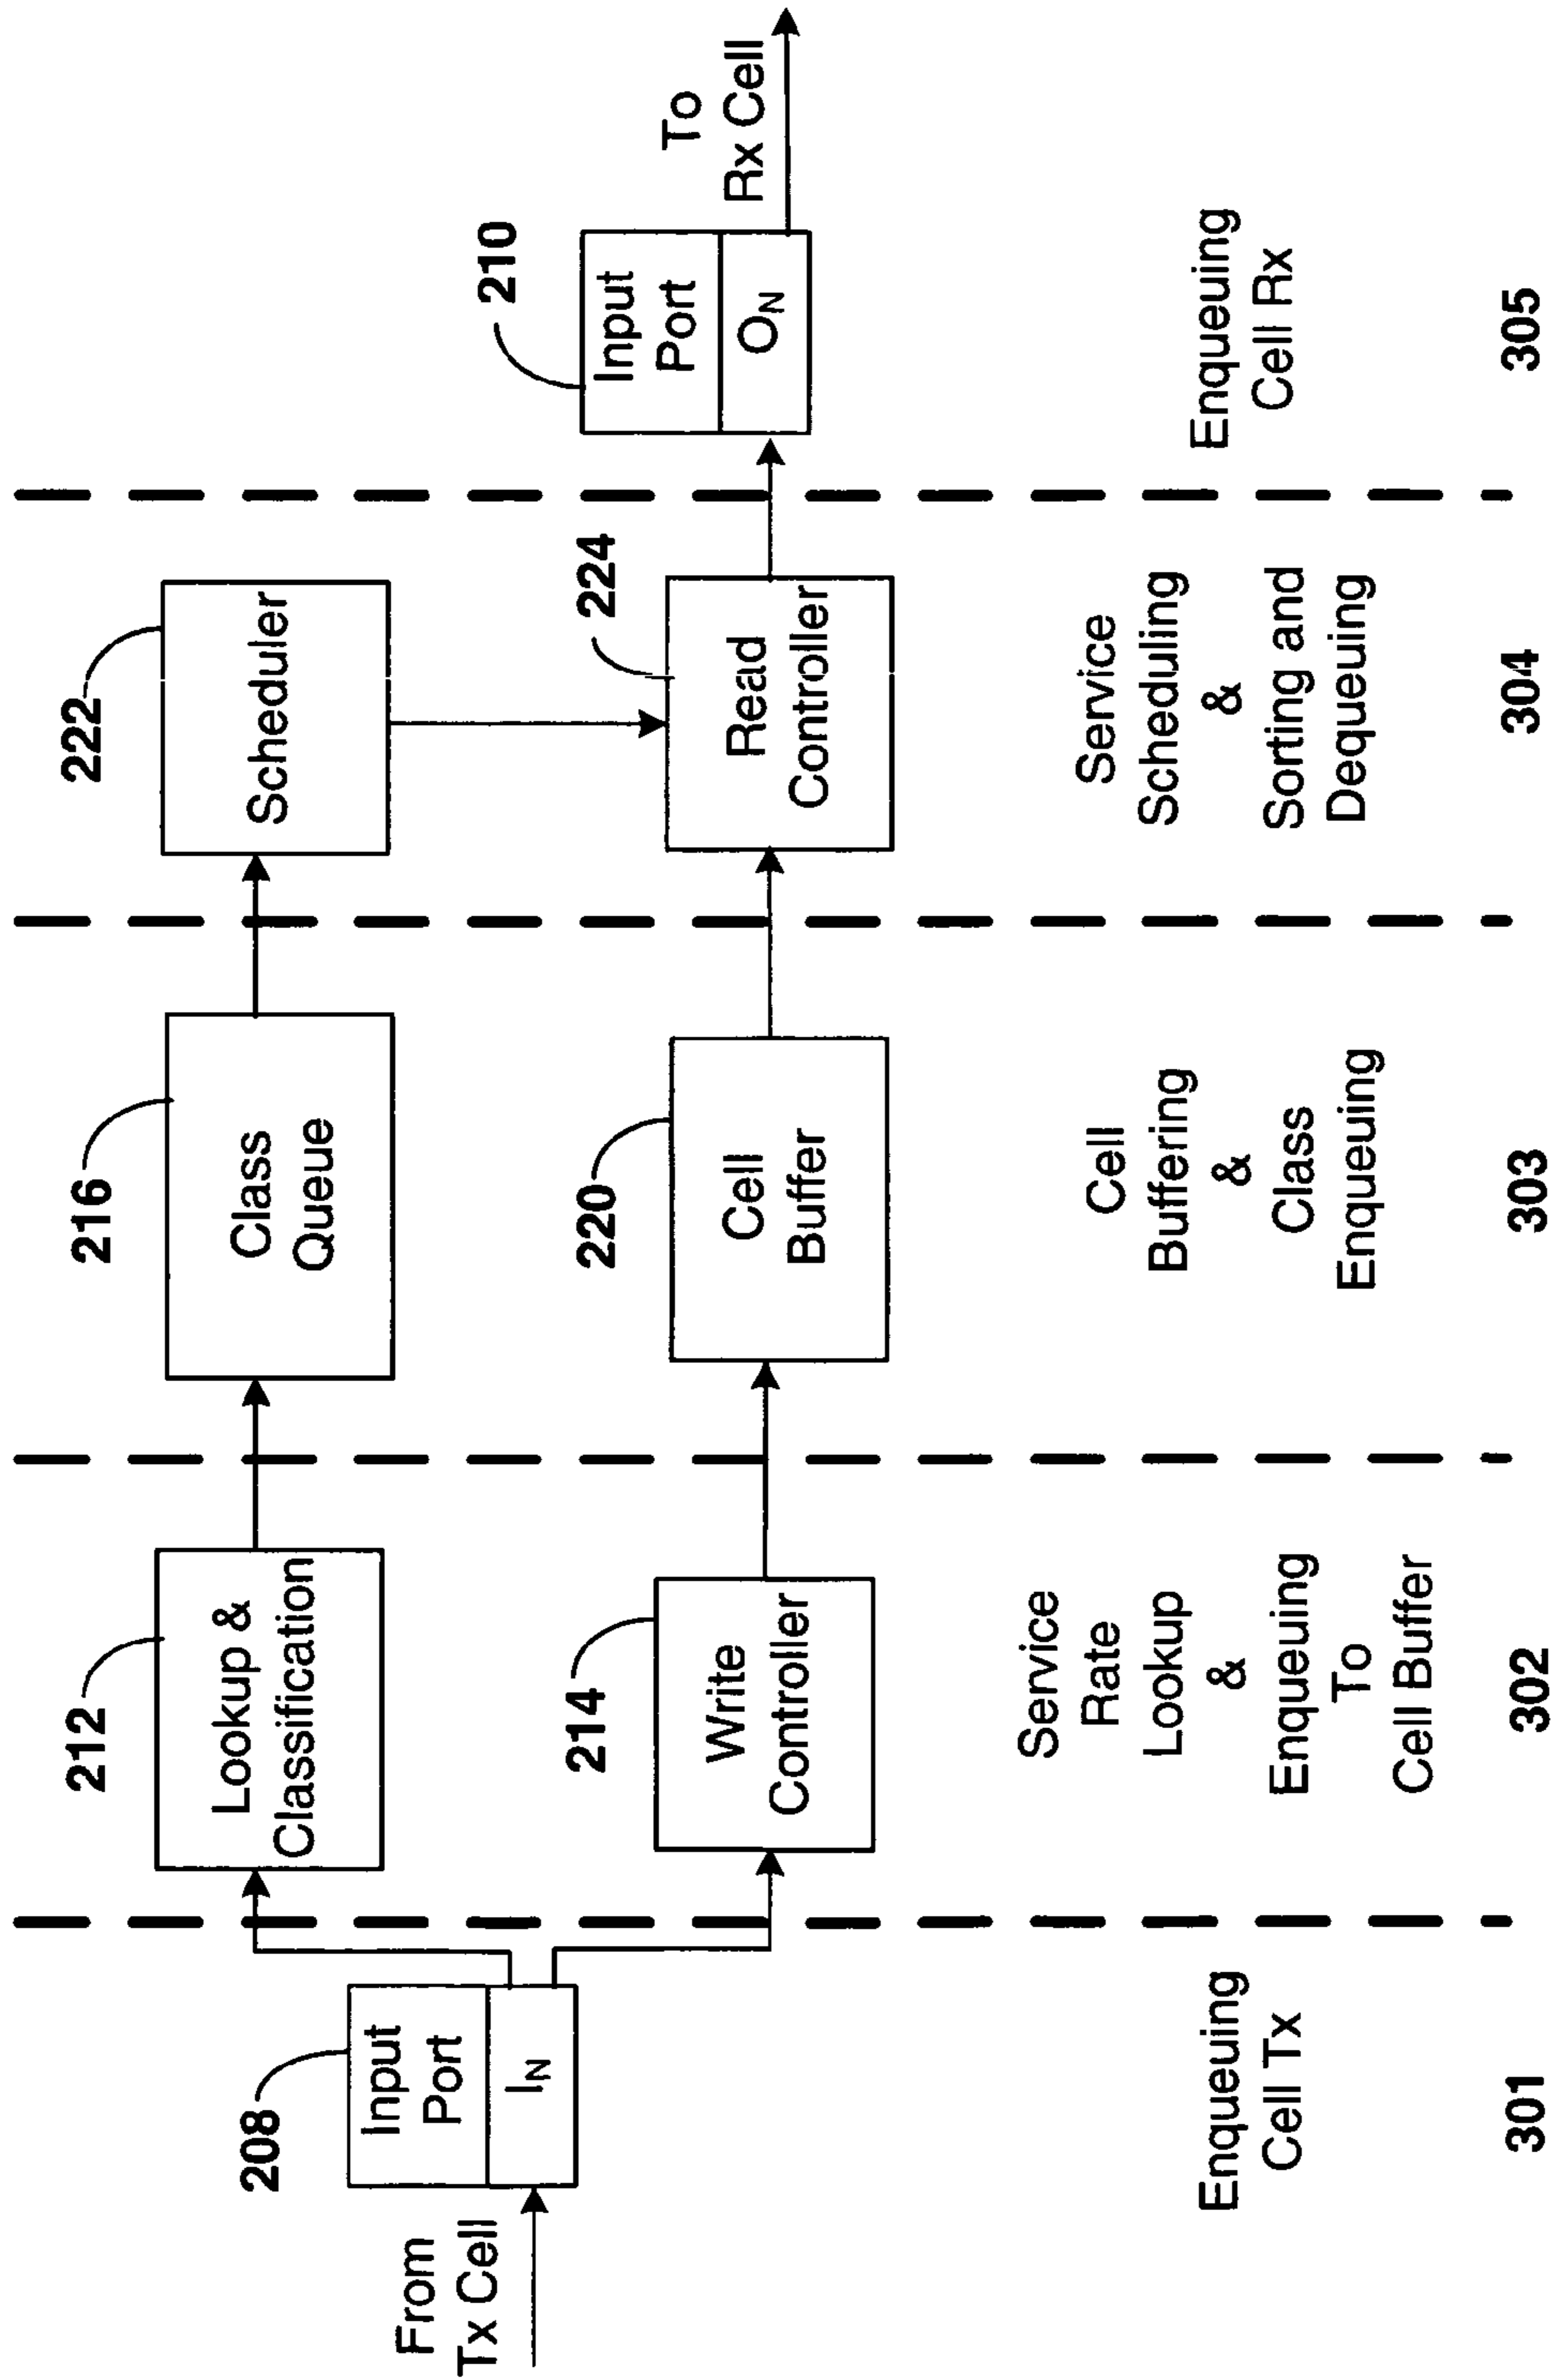 From
Tx Cell
208
Input
Port
IN
212
Lookup &
Classification
214
Write
Controller
216
Class
Queue
220
Cell
Buffer
222
Scheduler
224
Read
Controller
210
Input
Port
ON
To
Rx Cell
Enqueuing
Cell Tx
301
Service
Rate
Lookup
&
Enqueuing
To
Cell Buffer
302
Cell
Buffering
&
Class
Enqueuing
303
Service
Scheduling
&
Sorting and
Dequeuing
304
Enqueuing
Cell Rx
305